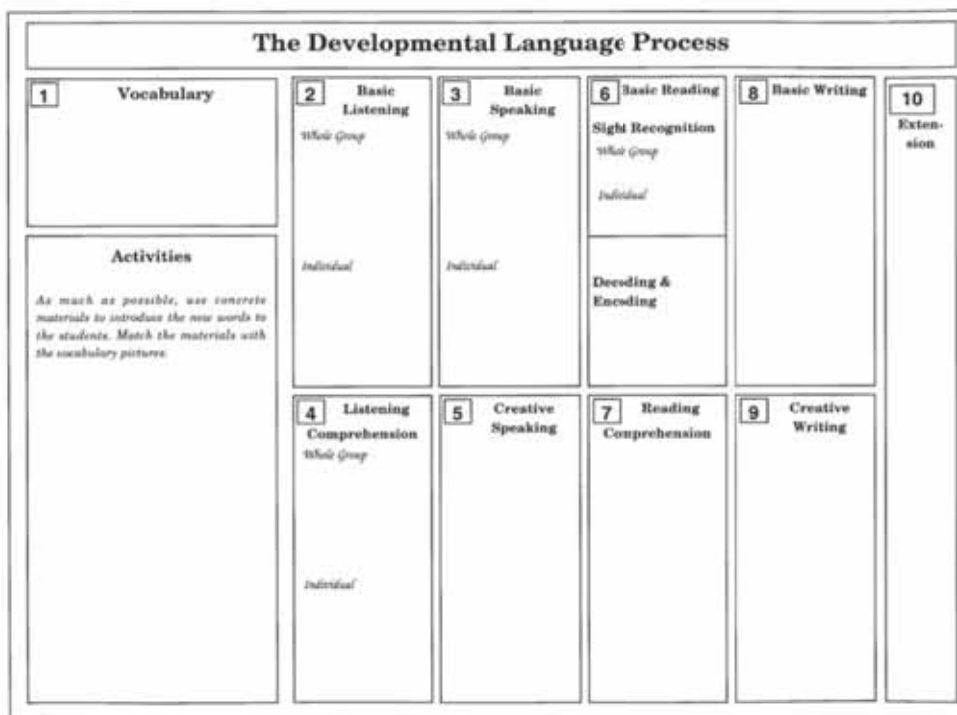 The Developmental Language Process
1
Vocabulary
Activities
As much as possible, use concrete
materials to introduce the new words to
the students. Match the materials with
the vocabulary pictures.
2
Basic
Listening
Whole Group
Individual
3
Basic
Speaking
Whole Group
Individual
4
Listening
Comprehension
Whole Group
Individual
5
Creative
Speaking
6
Basic Reading
Sight Recognition
Whole Group
Individual
Decoding &
Encoding
7
Reading
Comprehension
8
Basic Writing
9
Creative
Writing
10
Exten-
sion